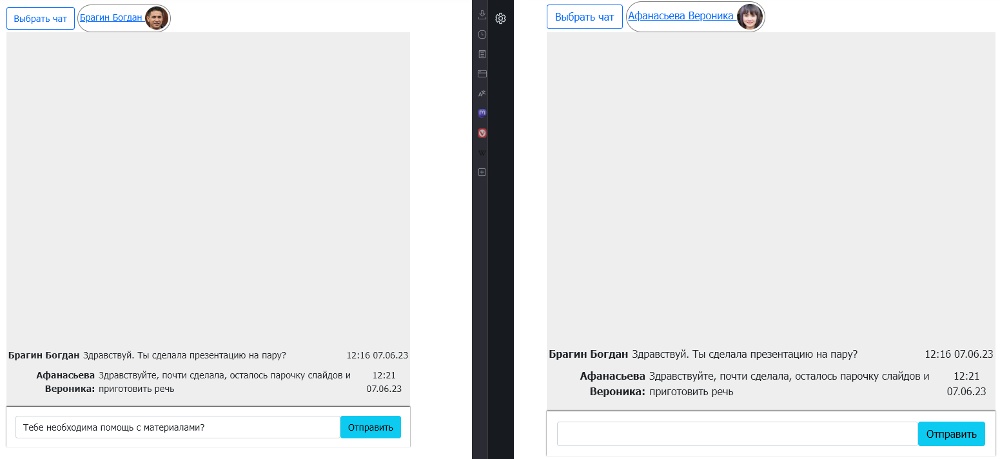 Выбрать чат Брагин Богдан
Брагин Богдан Здравствуй. Ты сделала презентацию на пару? 12:16 07.06.23
Афанасьева Здравствуйте, почти сделала, осталось парочку слайдов и 12:21
Вероника: приготовить речь 07.06.23
Тебе необходима помощь с материалами? Отправить
Выбрать чат Афанасьева Вероника
Брагин Богдан Здравствуй. Ты сделала презентацию на пару? 12:16 07.06.23
Афанасьева Здравствуйте, почти сделала, осталось парочку слайдов и 12:21
Вероника: приготовить речь 07.06.23
Отправить